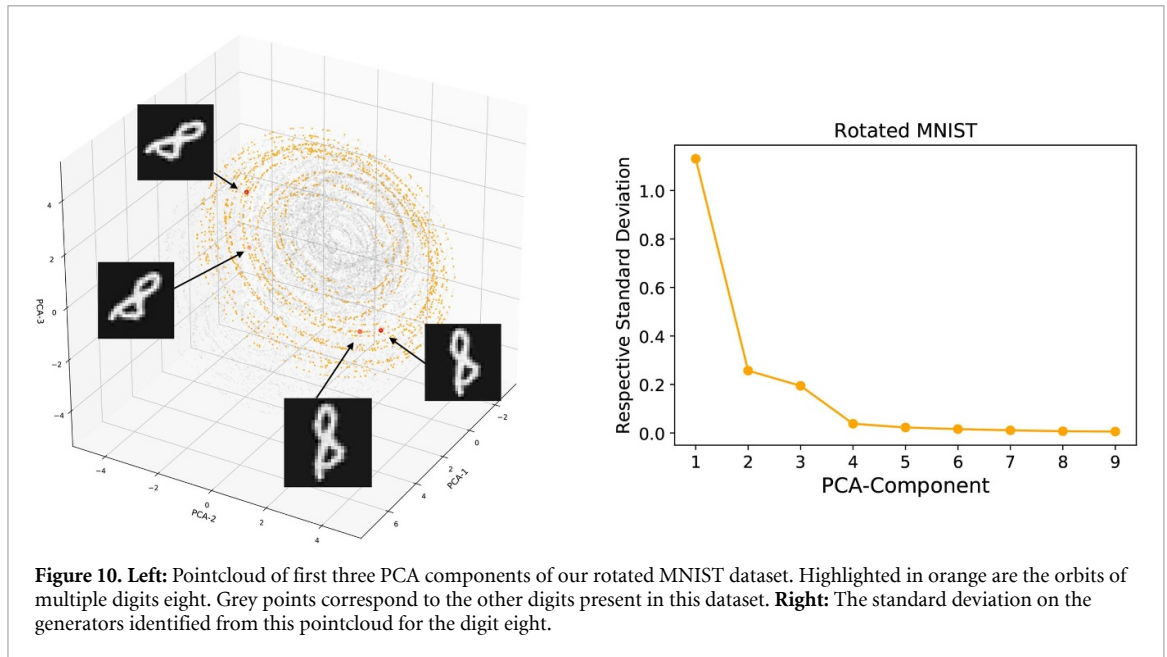 4
2
0
−2
−4
PCA-3
−4
−2
0
2
4
PCA-2
−2
0
2
4
6
PCA-1
Rotated MNIST
Respective Standard Deviation
1.0
0.8
0.6
0.4
0.2
0.0
1 2 3 4 5 6 7 8 9
PCA-Component
Figure 10. Left: Pointcloud of first three PCA components of our rotated MNIST dataset. Highlighted in orange are the orbits of
multiple digits eight. Grey points correspond to the other digits present in this dataset. Right: The standard deviation on the
generators identified from this pointcloud for the digit eight.